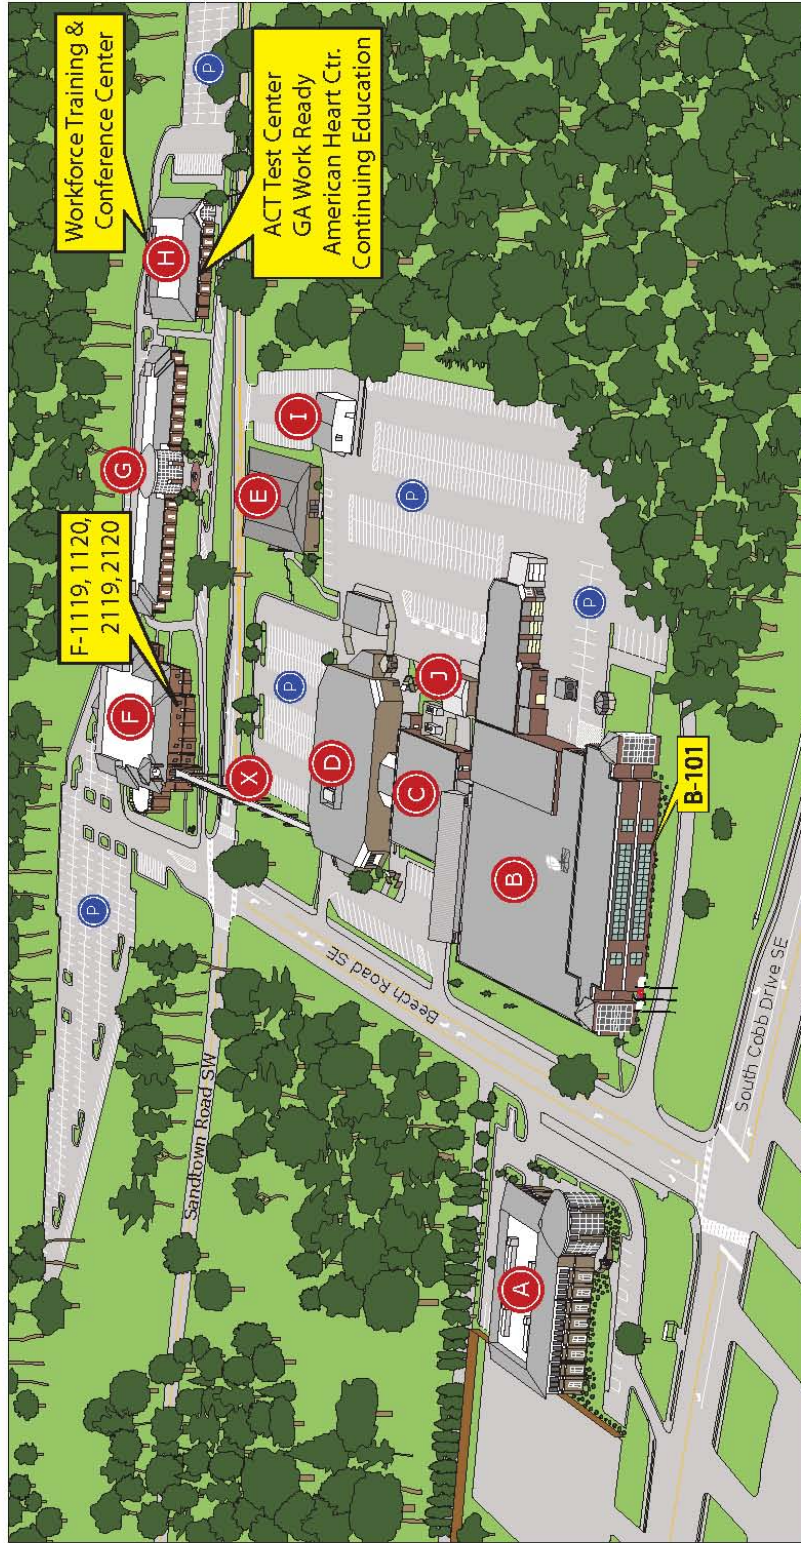 Workforce Training &
Conference Center
P
H
ACT Test Center
GA Work Ready
American Heart Ctr.
Continuing Education
G
I
E
P
F-1119, 1120,
2119, 2120
F
X
P
D
J
C
P
B
B-101
P
Beech Road SE
Sandtown Road SW
South Cobb Drive SE
A